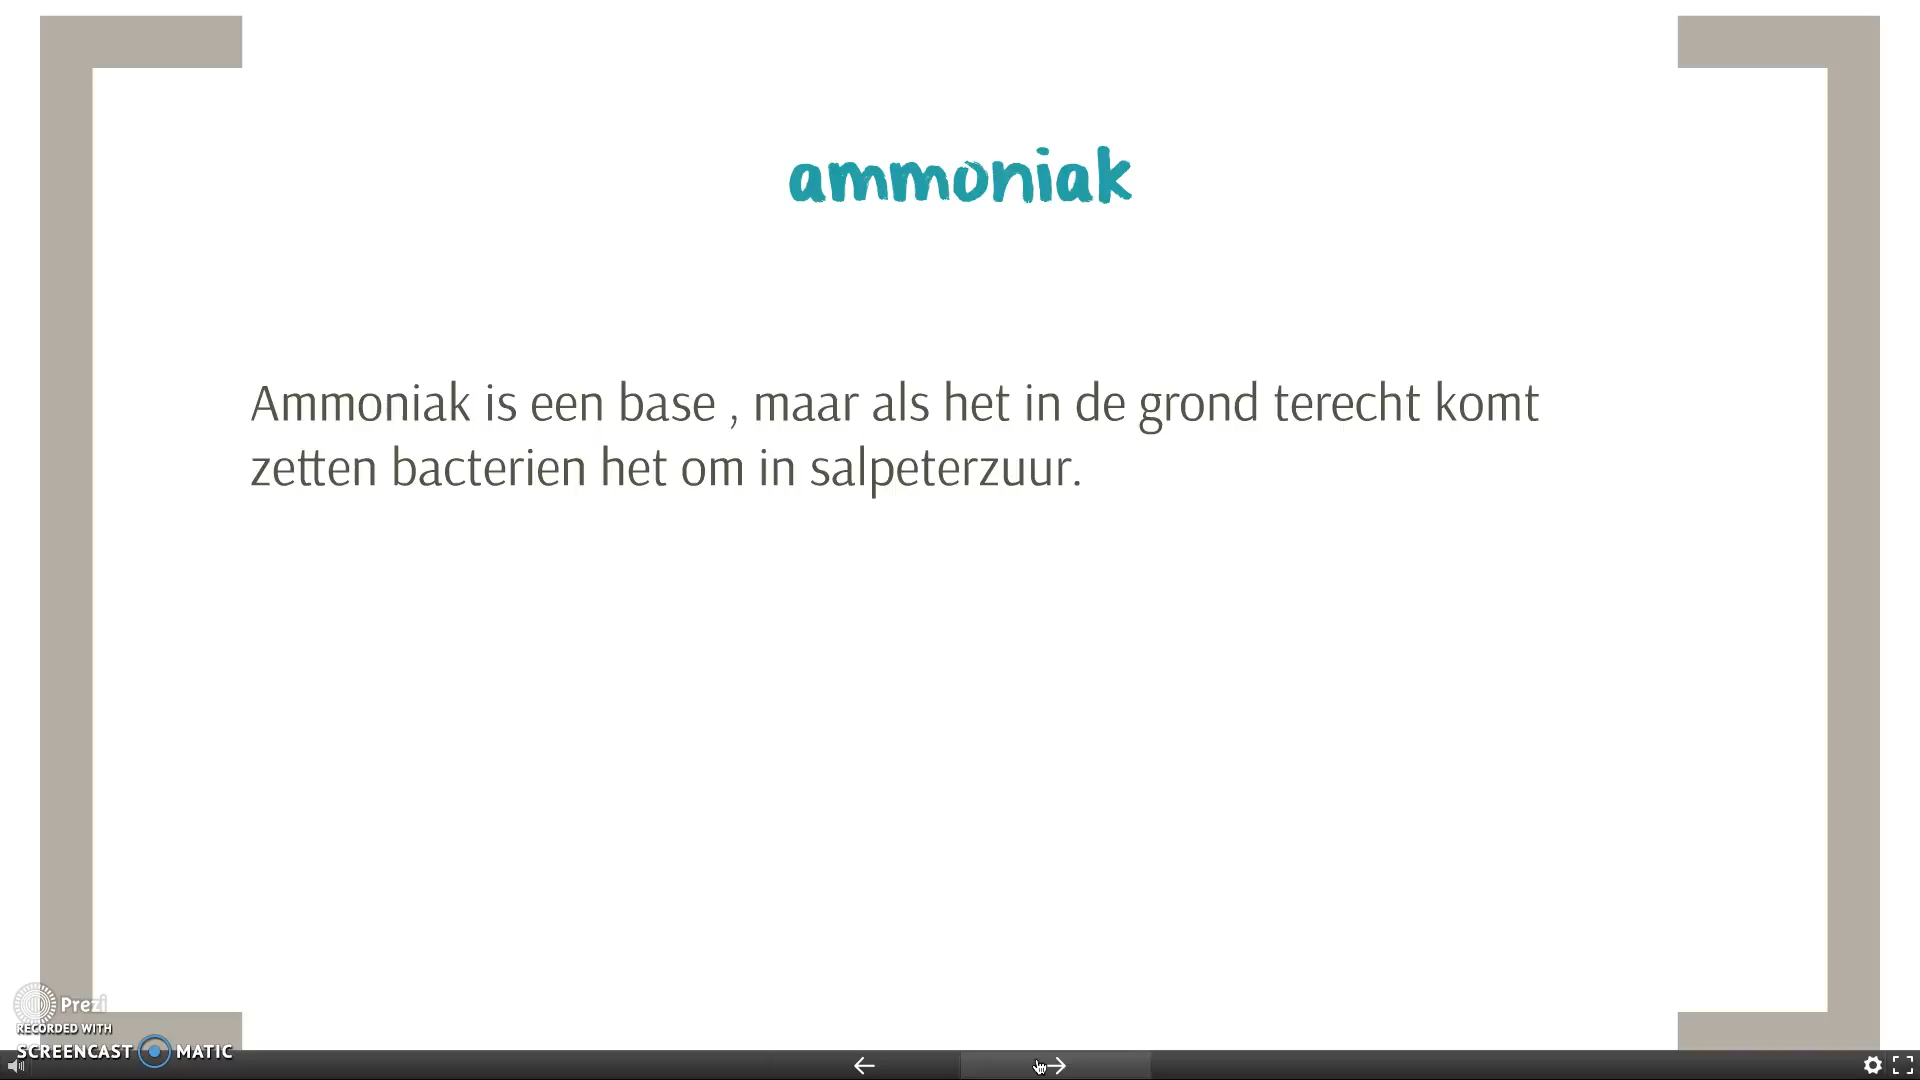 ammoniak
Ammoniak is een base , maar als het in de grond terecht komt
zetten bacterien het om in salpeterzuur.
Prezi
RECORDED WITH
SCREENCAST MATIC